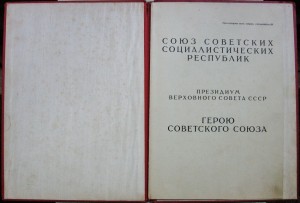 СОЮЗ СОВЕТСКИХ
СОЦИАЛИСТИЧЕСКИХ
РЕСПУБЛИК
ПРЕЗИДИУМ
ВЕРХОВНОГО СОВЕТА СССР
ГЕРОЮ
СОВЕТСКОГО СОЮЗА